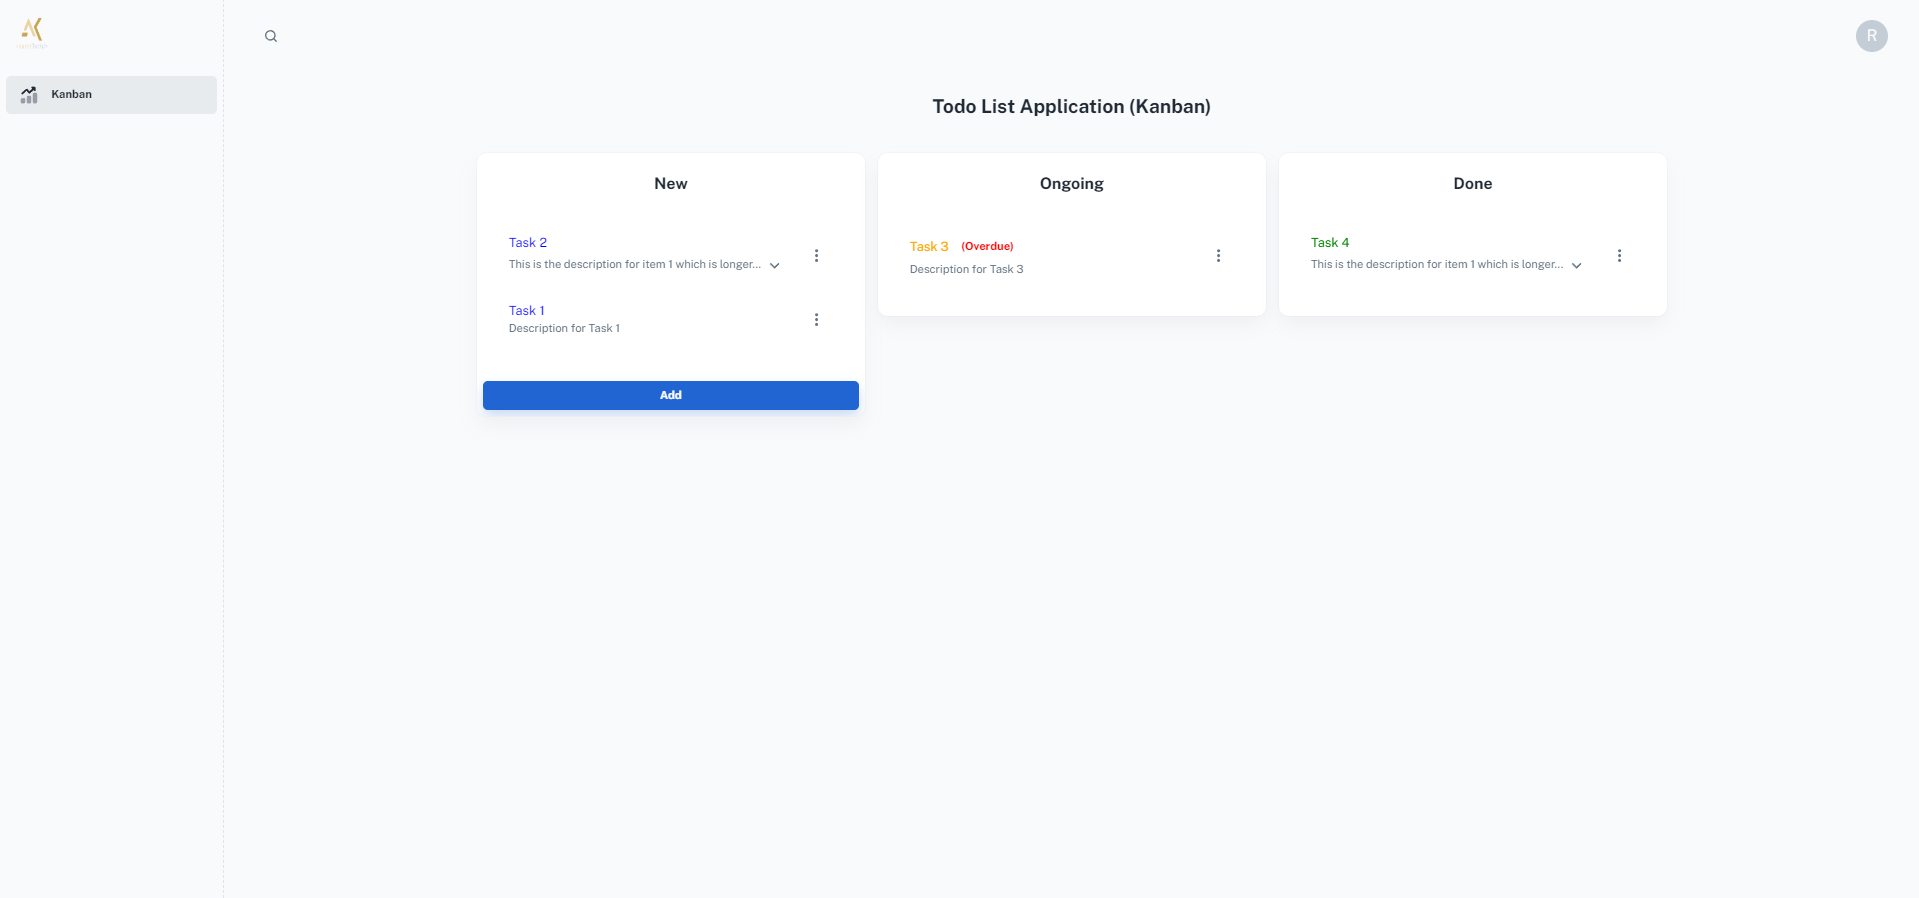 Kanban
R
Todo List Application (Kanban)
New
Task 2
This is the description for item 1 which is longer...
Task 1
Description for Task 1
Add
Ongoing
Task 3 (Overdue)
Description for Task 3
Done
Task 4
This is the description for item 1 which is longer...